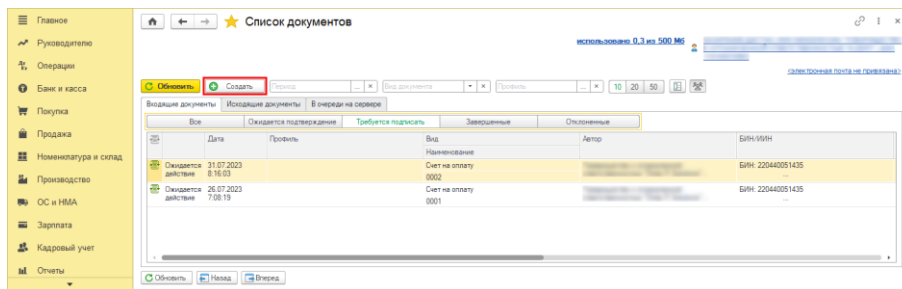 Главное
Руководителю
Операции
Банк и касса
Покупка
Продажа
Номенклатура и склад
Производство
ОС и НМА
Зарплата
Кадровый учет
Отчеты
Список документов
использовано 0,3 из 500 Мб
<электронная почта не привязана>
Обновить Создать Период ... × Вид документа × Профиль ... × 10 20 50
Входящие документы Исходящие документы В очереди на сервере
Все Ожидается подтверждение Требуется подписать Завершенные Отклоненные
Дата Профиль Вид Автор БИН/ИИН
Наименование
Ожидается действие 31.07.2023 8:16:03 Счет на оплату БИН: 220440051435
0002 ...
Ожидается действие 26.07.2023 7:08:19 Счет на оплату БИН: 220440051435
0001 ...
Обновить Назад Вперед